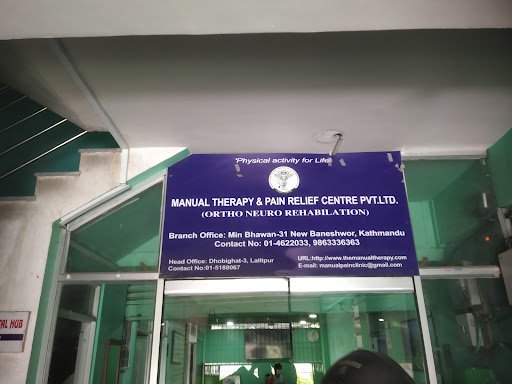 "Physical activity for Life"
MANUAL THERAPY & PAIN RELIEF CENTRE PVT.LTD.
(ORTHO NEURO REHABILATION)
Branch Office: Min Bhawan-31 New Baneshwor, Kathmandu
Contact No: 01-4622033, 9863336363
Head Office: Dhobighat-3, Lalitpur
Contact No:01-5188067
URL:http://www.themanualtherapy.com
E-mail: manualpainclinic@gmail.com
HUB